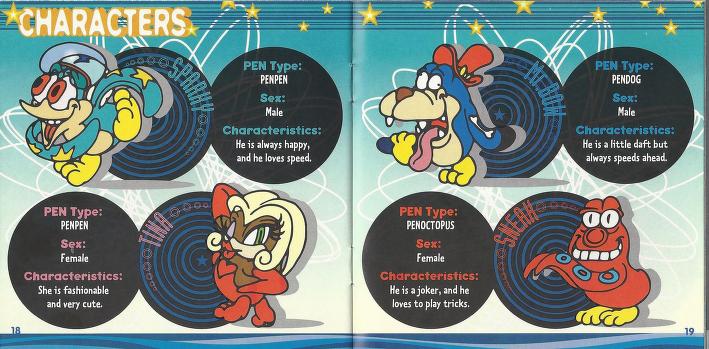 CHARACTERS
SPARKY
PEN Type:
PENPEN
Sex:
Male
Characteristics:
He is always happy,
and he loves speed.
TINA
PEN Type:
PENPEN
Sex:
Female
Characteristics:
She is fashionable
and very cute.
18
MR.BOW
PEN Type:
PENDOG
Sex:
Male
Characteristics:
He is a little daft but
always speeds ahead.
SNEAK
PEN Type:
PENOCTOPUS
Sex:
Female
Characteristics:
He is a joker, and he
loves to play tricks.
19